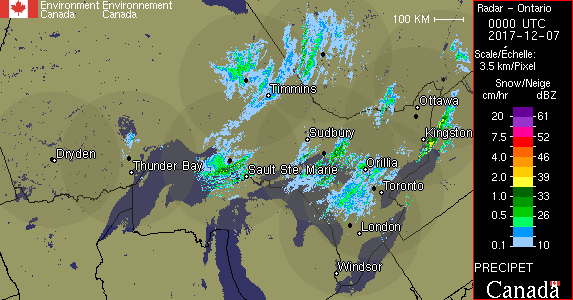 Environment Environnement
Canada Canada
100 KM
Timmins
Ottawa
Sudbury
Kingston
Dryden
Thunder Bay
Sault Ste. Marie
Orillia
Toronto
London
Windsor
Radar - Ontario
0000 UTC
2017-12-07
Scale/Échelle:
3.5 km/Pixel
Snow/Neige
cm/hr dBZ
20 61
7.5 52
4.0 46
2.0 39
1.0 33
0.5 26
0.1 10
PRECIPET
Canada